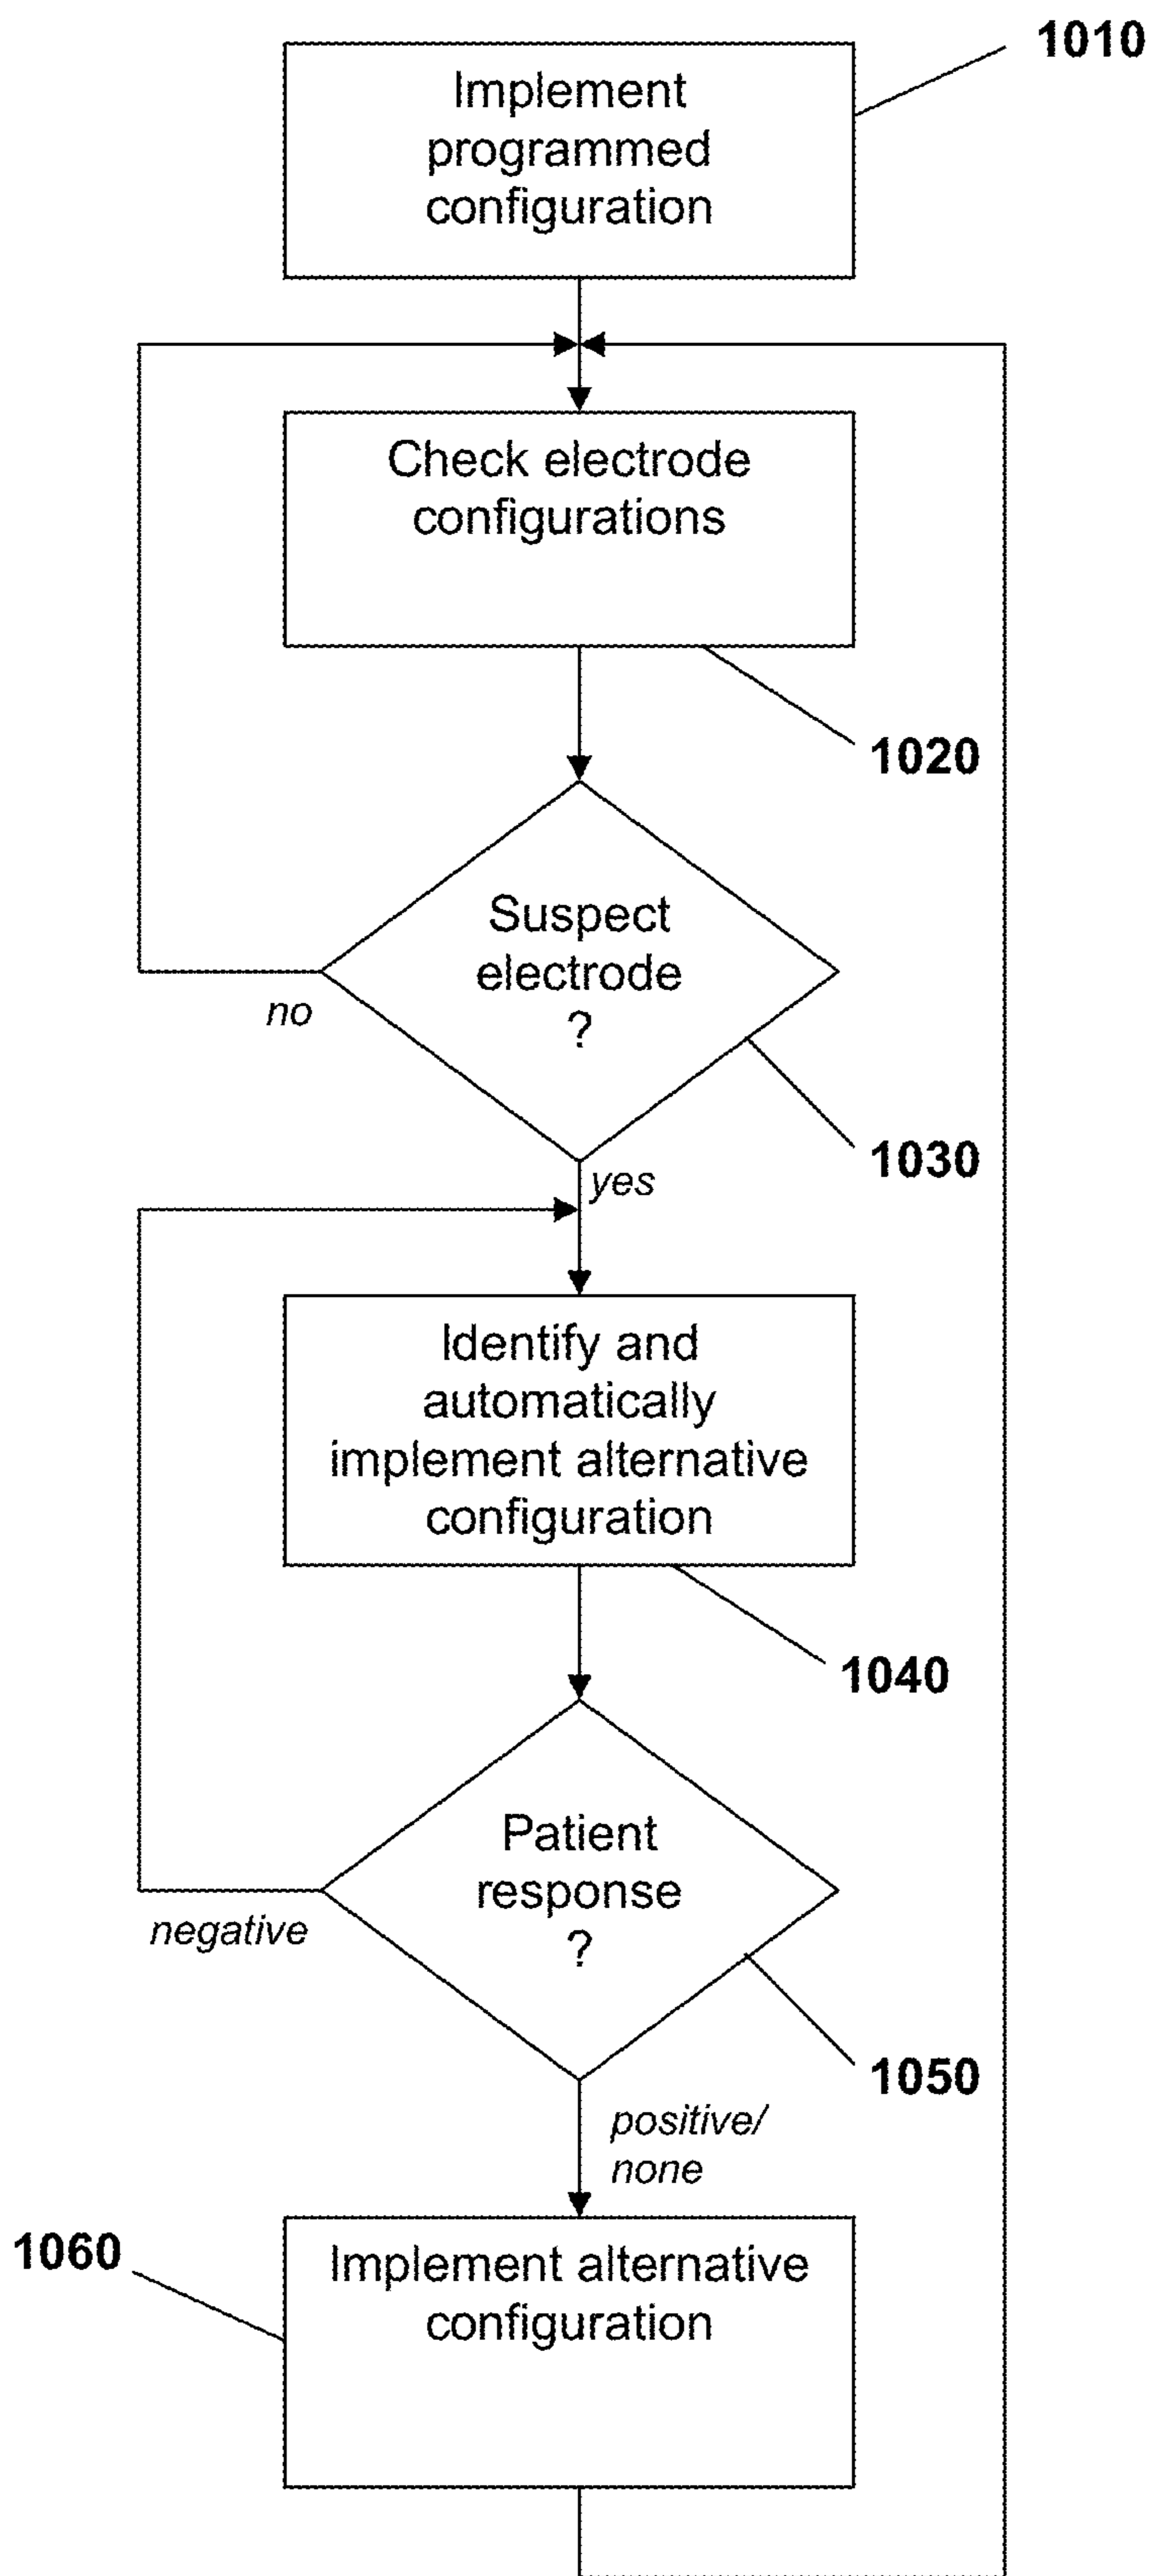 1010
Implement
programmed
configuration
Check electrode
configurations
1020
Suspect
electrode
?
no
1030
yes
Identify and
automatically
implement alternative
configuration
1040
Patient
response
?
negative
1050
positive/
none
1060
Implement alternative
configuration